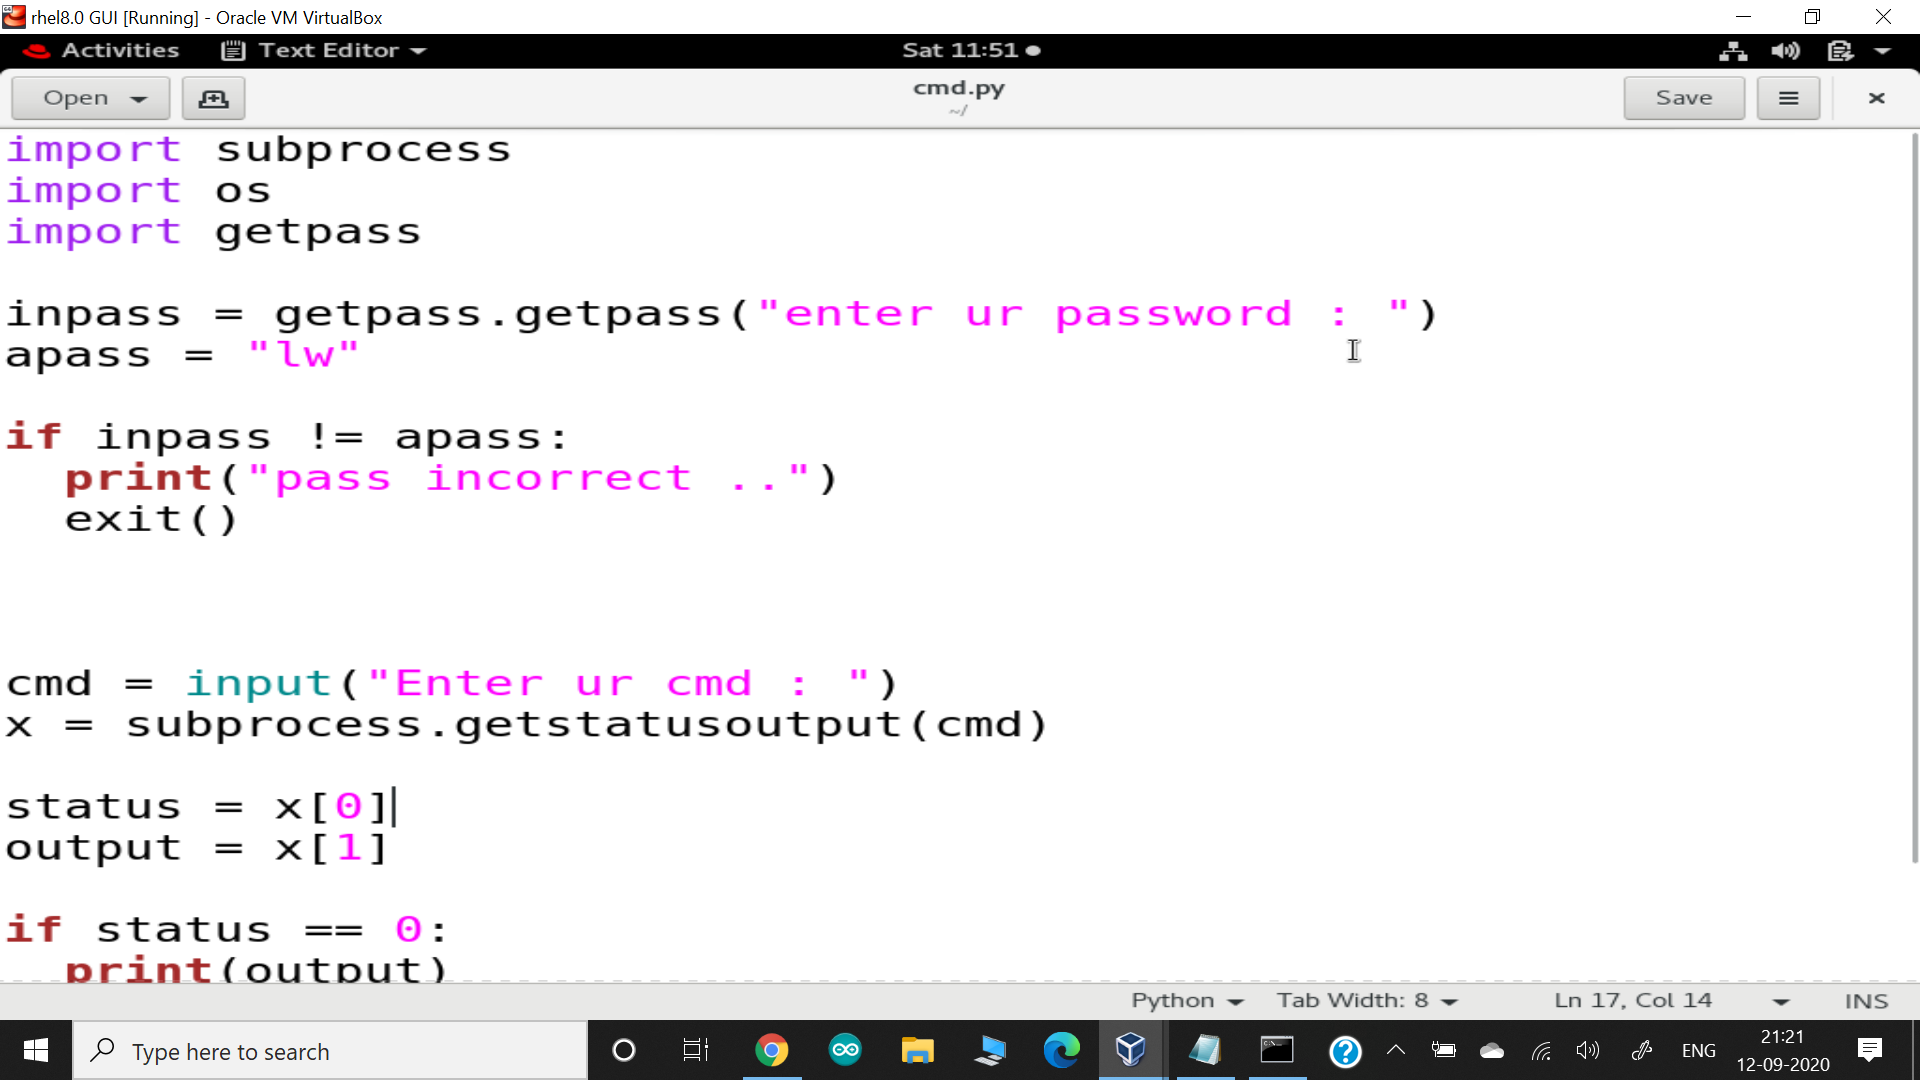 rhel8.0 GUI [Running] - Oracle VM VirtualBox
Activities Text Editor Sat 11:51
Open cmd.py Save
~/
import subprocess
import os
import getpass
inpass = getpass.getpass("enter ur password : ")
apass = "lw"
if inpass != apass:
print("pass incorrect ..")
exit()
cmd = input("Enter ur cmd : ")
x = subprocess.getstatusoutput(cmd)
status = x[0]
output = x[1]
if status == 0:
print(output)
Python Tab Width: 8 Ln 17, Col 14 INS
Type here to search ENG 21:21
12-09-2020